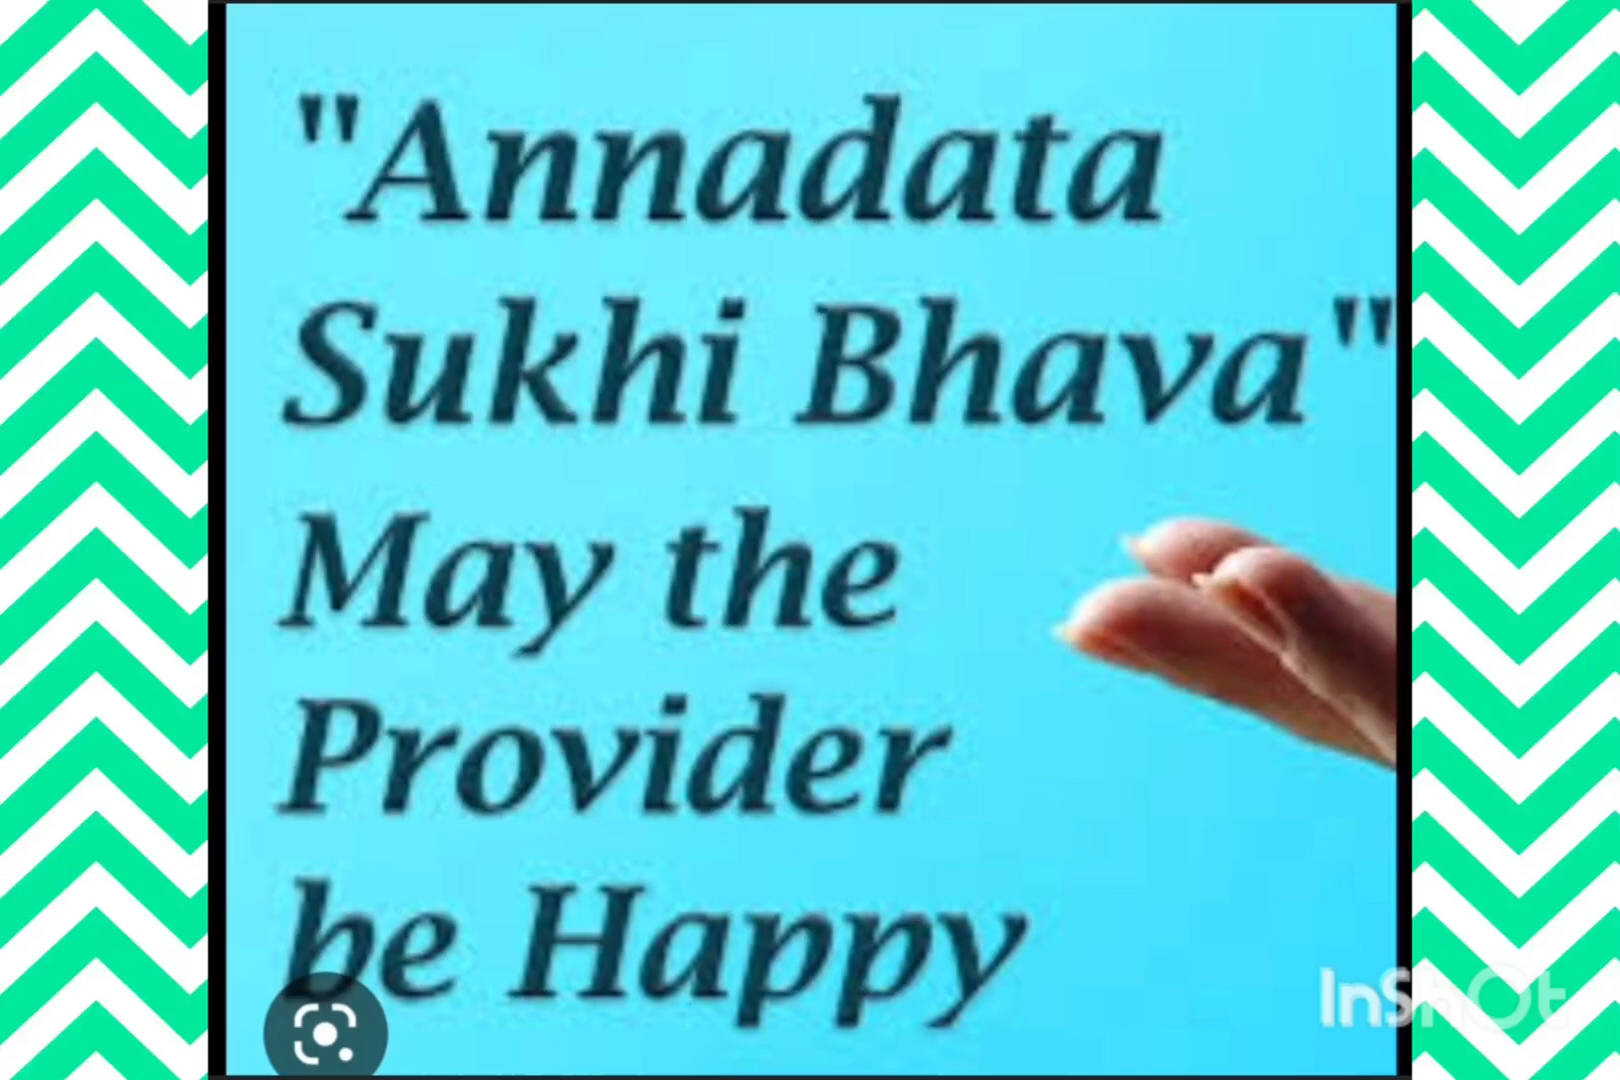 "Annadata
Sukhi Bhava"
May the
Provider
be Happy
InShOt